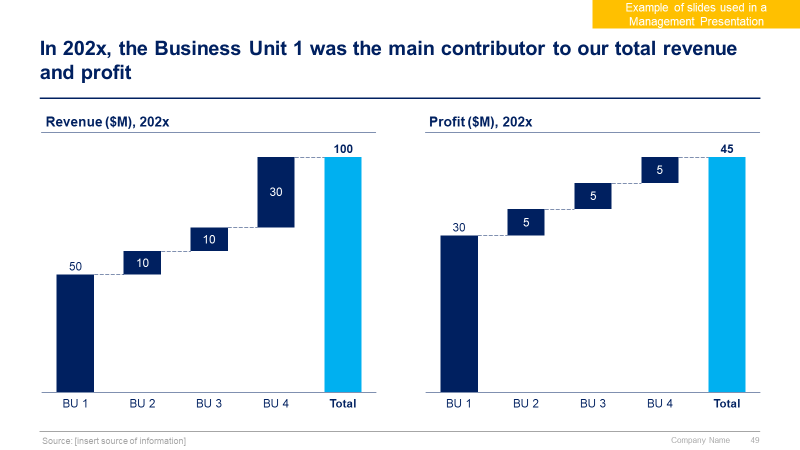 Example of slides used in a
Management Presentation
In 202x, the Business Unit 1 was the main contributor to our total revenue
and profit
Revenue ($M), 202x
100
30
10
10
50
BU 1 BU 2 BU 3 BU 4 Total
Profit ($M), 202x
45
5
5
5
30
BU 1 BU 2 BU 3 BU 4 Total
Source: [Insert source of information]
Company Name 49